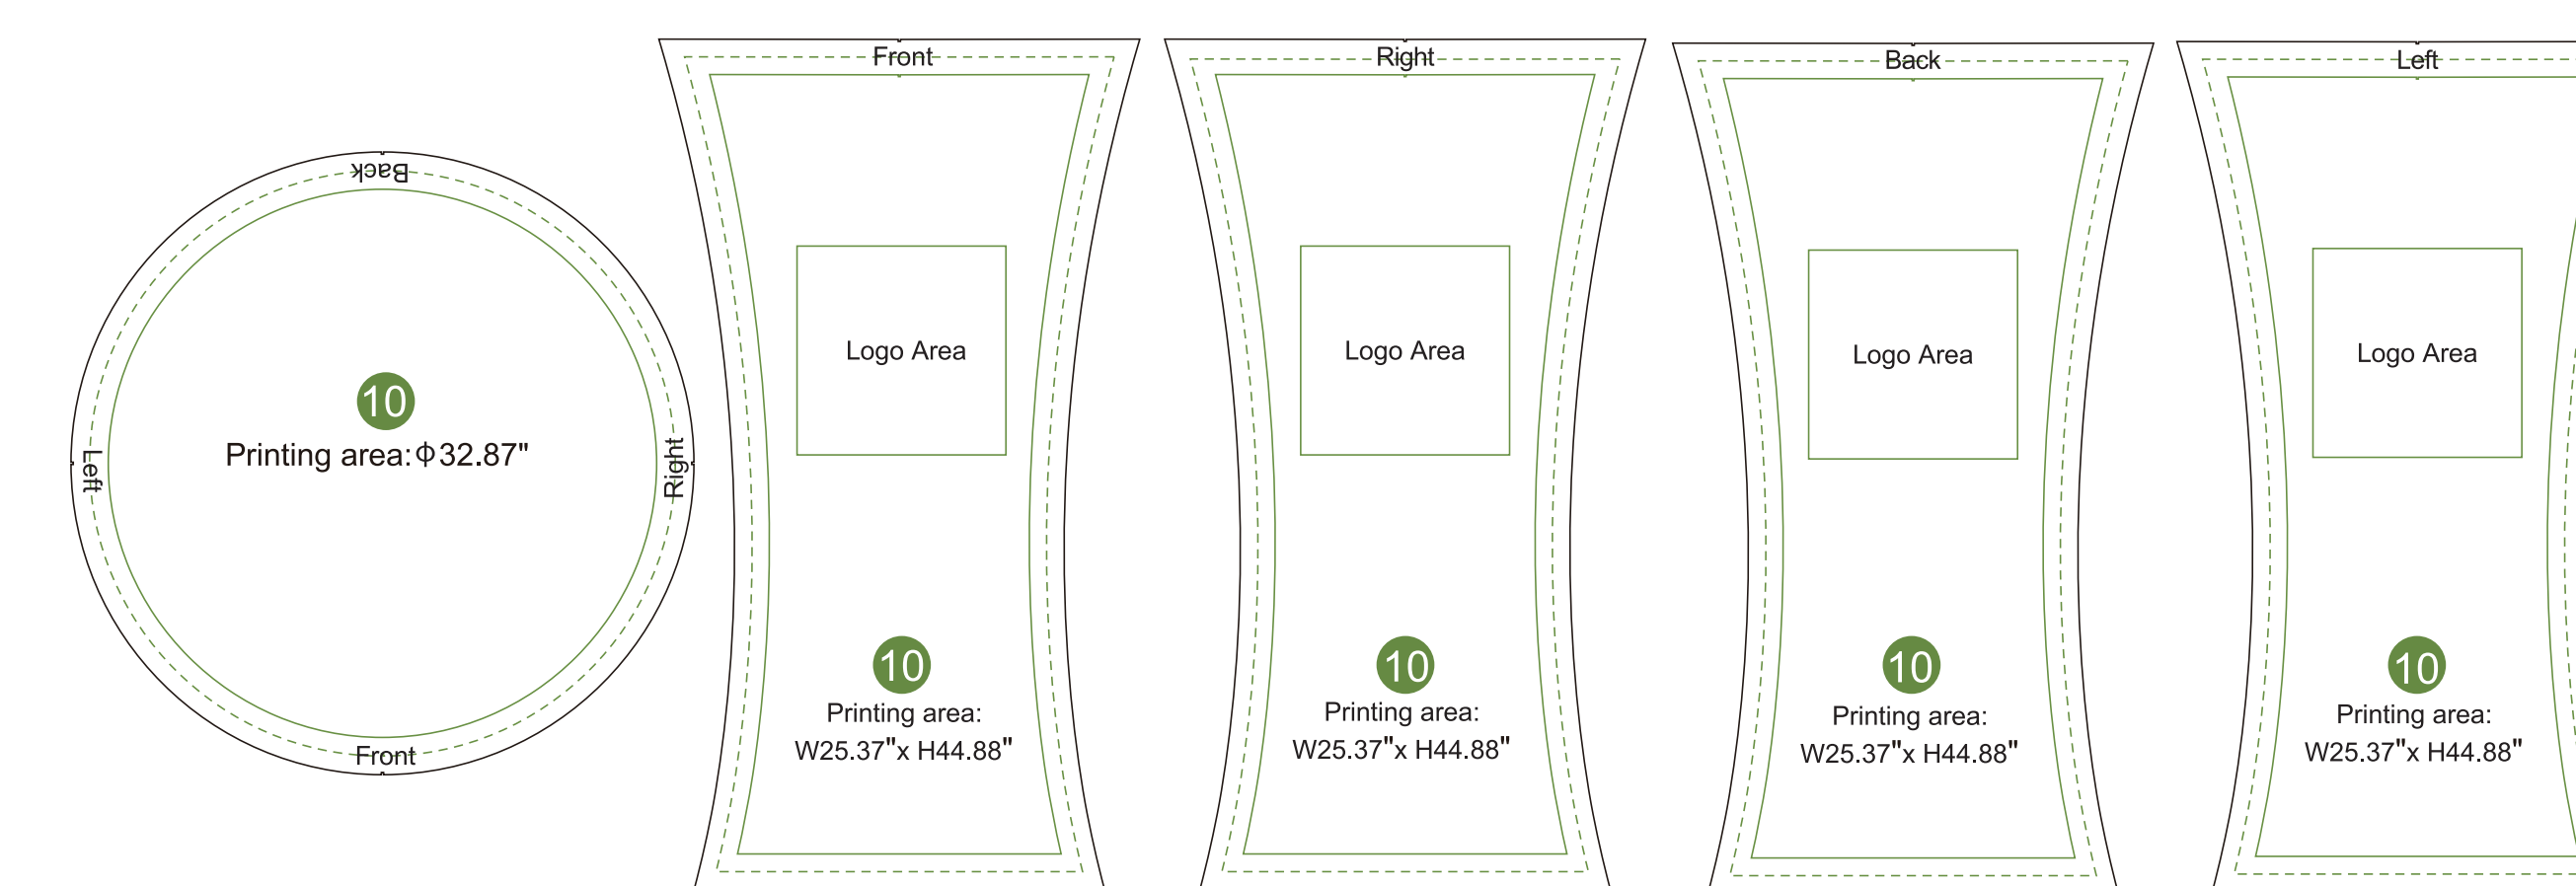 Back
Left
10
Printing area:Φ32.87"
Right
Front
Front
Logo Area
10
Printing area:
W25.37"x H44.88"
Right
Logo Area
10
Printing area:
W25.37"x H44.88"
Back
Logo Area
10
Printing area:
W25.37"x H44.88"
Left
Logo Area
10
Printing area:
W25.37"x H44.88"